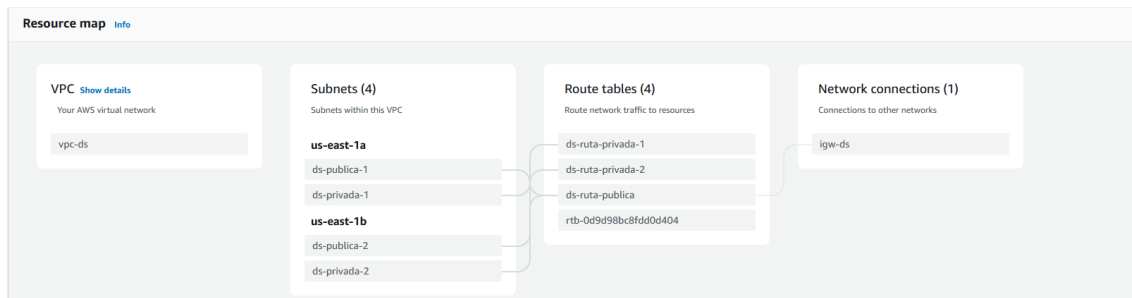 Resource map Info
VPC Show details
Your AWS virtual network
vpc-ds
Subnets (4)
Subnets within this VPC
us-east-1a
ds-publica-1
ds-privada-1
us-east-1b
ds-publica-2
ds-privada-2
Route tables (4)
Route network traffic to resources
ds-ruta-privada-1
ds-ruta-privada-2
ds-ruta-publica
rtb-0d9d98bc8fdd0d404
Network connections (1)
Connections to other networks
igw-ds